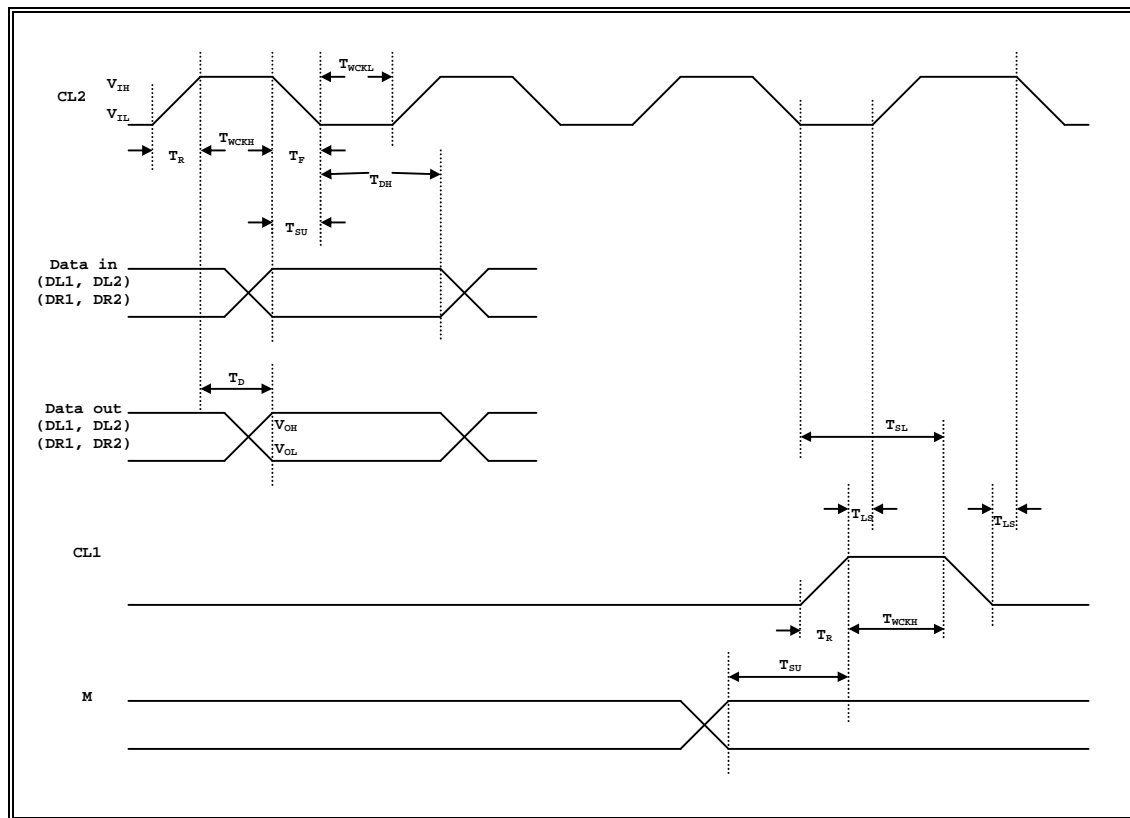 T_WCKL
V_IH
CL2
V_IL
T_WCKH
T_R
T_F
T_DH
T_SU
Data in
(DL1, DL2)
(DR1, DR2)
T_D
Data out
(DL1, DL2)
(DR1, DR2)
V_OH
V_OL
T_SL
T_LS
T_LS
CL1
T_R
T_WCKH
T_SU
M